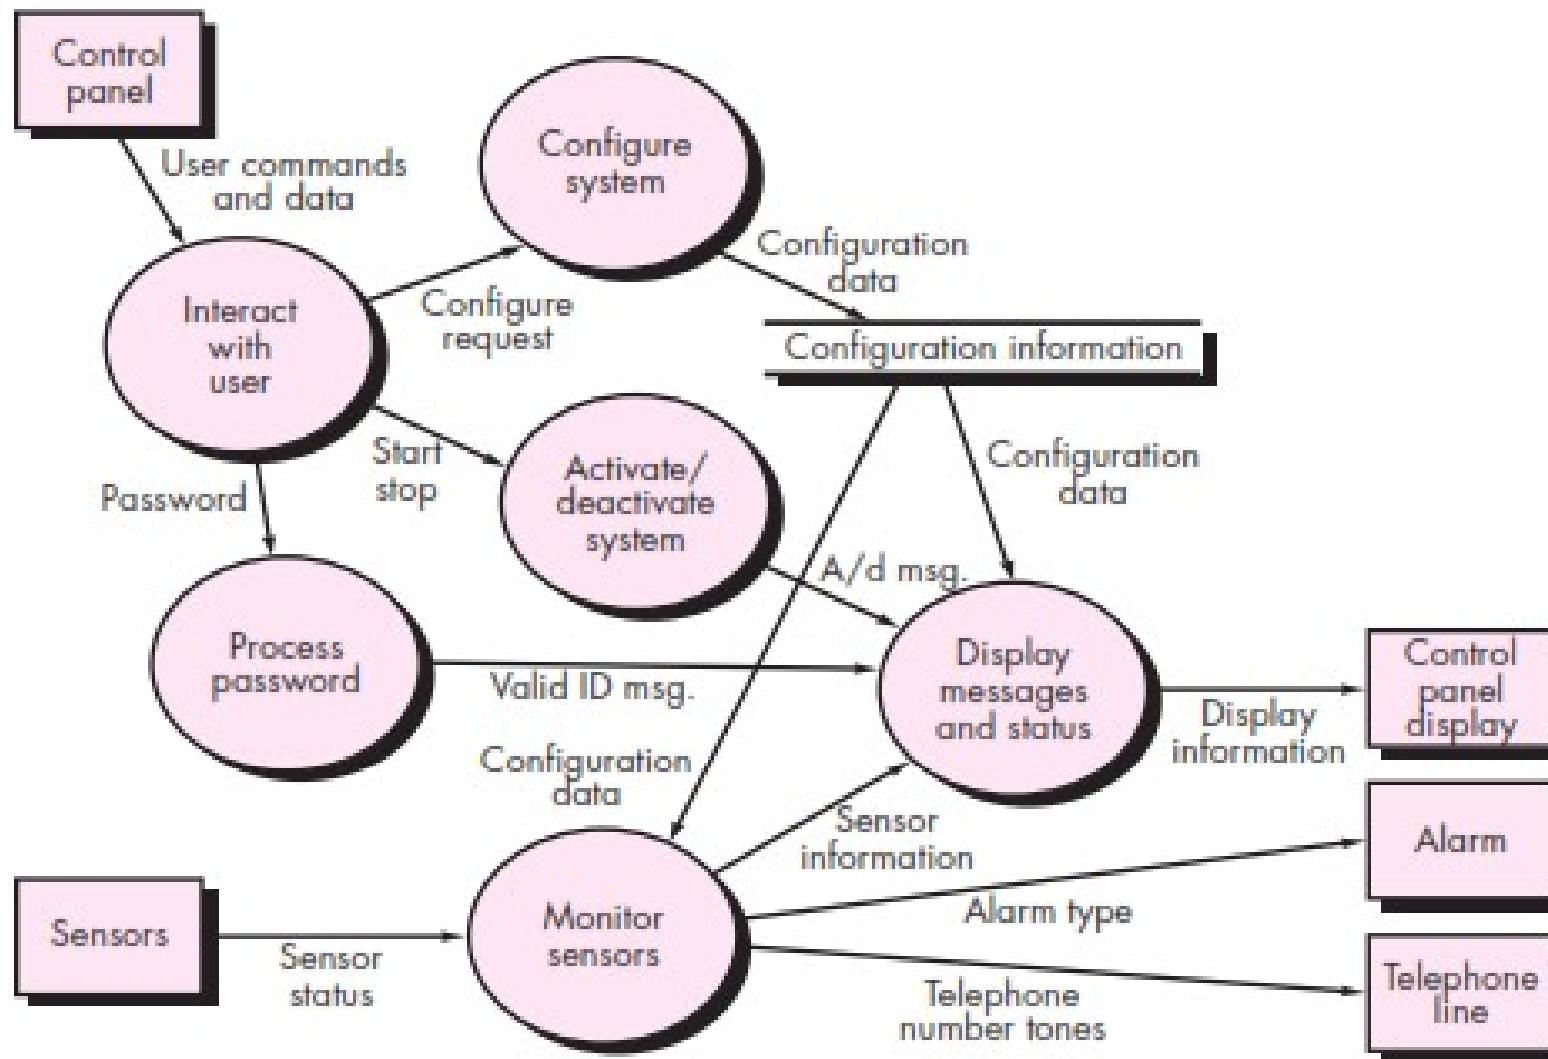 Control
panel
User commands
and data
Configure
system
Configuration
data
Interact
with
user
Configure
request
Configuration information
Start
stop
Password
Activate/
deactivate
system
Configuration
data
A/d msg.
Process
password
Valid ID msg.
Display
messages
and status
Control
panel
display
Display
information
Configuration
data
Sensor
information
Alarm
Sensors
Sensor
status
Monitor
sensors
Alarm type
Telephone
number tones
Telephone
line